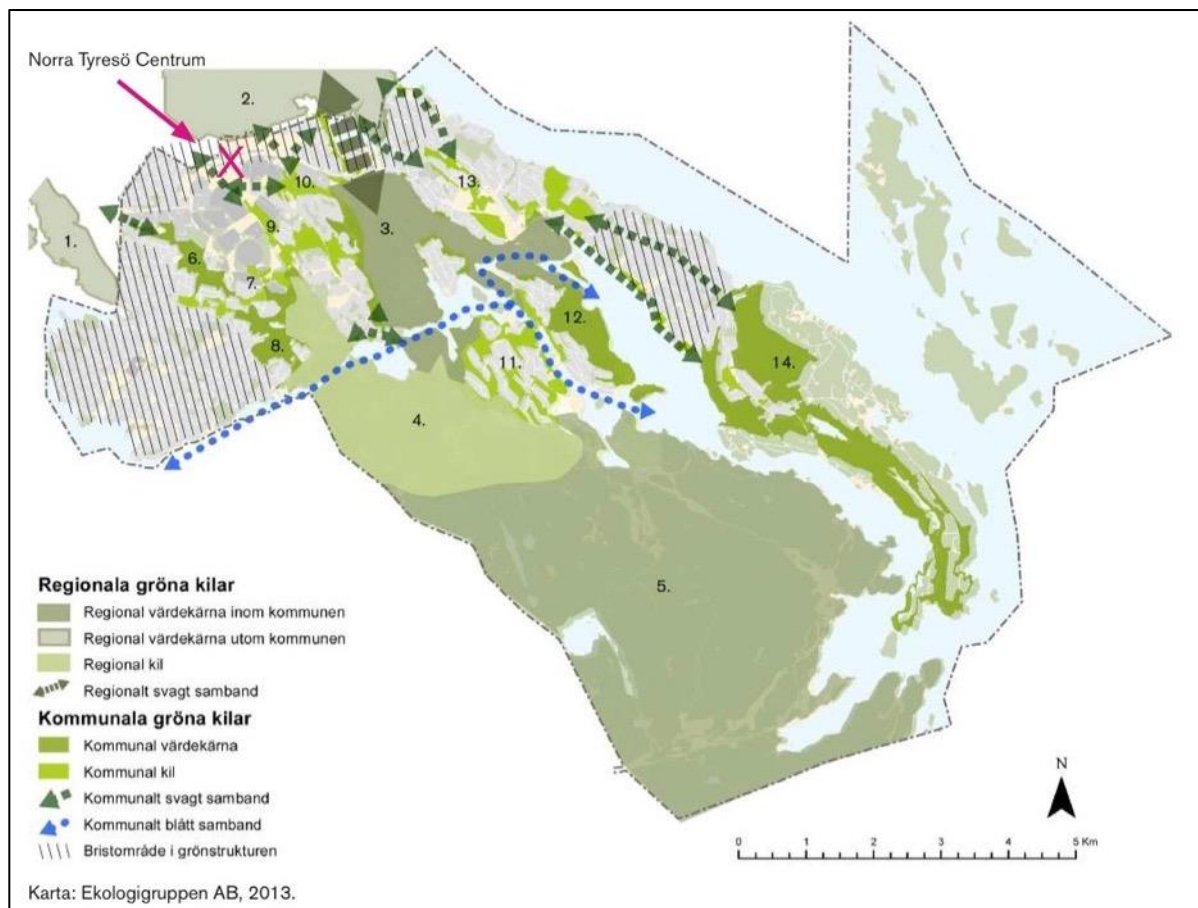 Norra Tyresö Centrum
2.
1.
10.
13.
3.
9.
6.
7.
12.
8.
11.
14.
4.
5.
Regionala gröna kilar
Regional värdekärna inom kommunen
Regional värdekärna utom kommunen
Regional kil
Regionalt svagt samband
Kommunala gröna kilar
Kommunal värdekärna
Kommunal kil
Kommunalt svagt samband
Kommunalt blått samband
Bristområde i grönstrukturen
N
0 1 2 3 4 5 Km
Karta: Ekologigruppen AB, 2013.